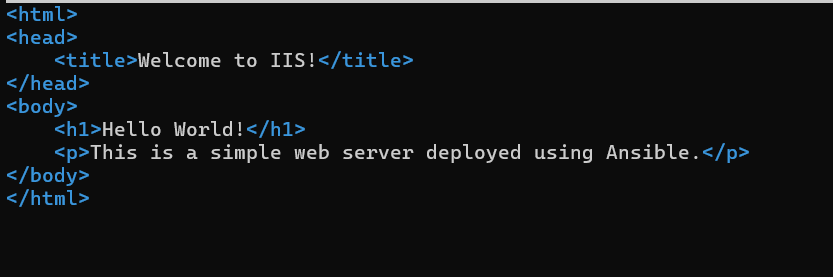 <html>
<head>
    <title>Welcome to IIS!</title>
</head>
<body>
    <h1>Hello World!</h1>
    <p>This is a simple web server deployed using Ansible.</p>
</body>
</html>